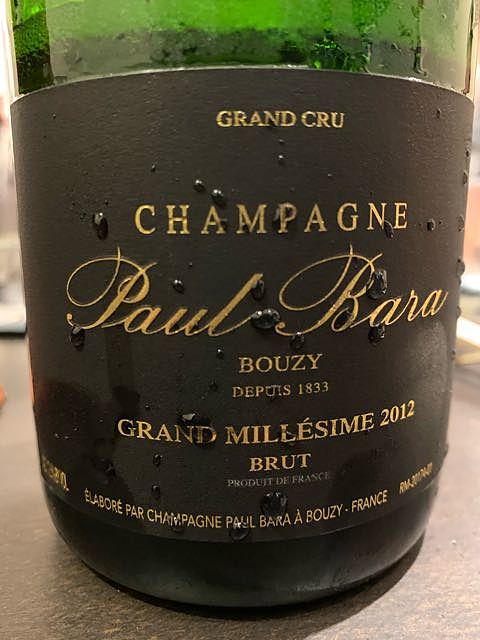 GRAND CRU
CHAMPAGNE
Paul Bara
BOUZY
DEPUIS 1833
GRAND MILLÉSIME 2012
BRUT
PRODUIT DE FRANCE
ÉLABORÉ PAR CHAMPAGNE PAUL BARA À BOUZY - FRANCE